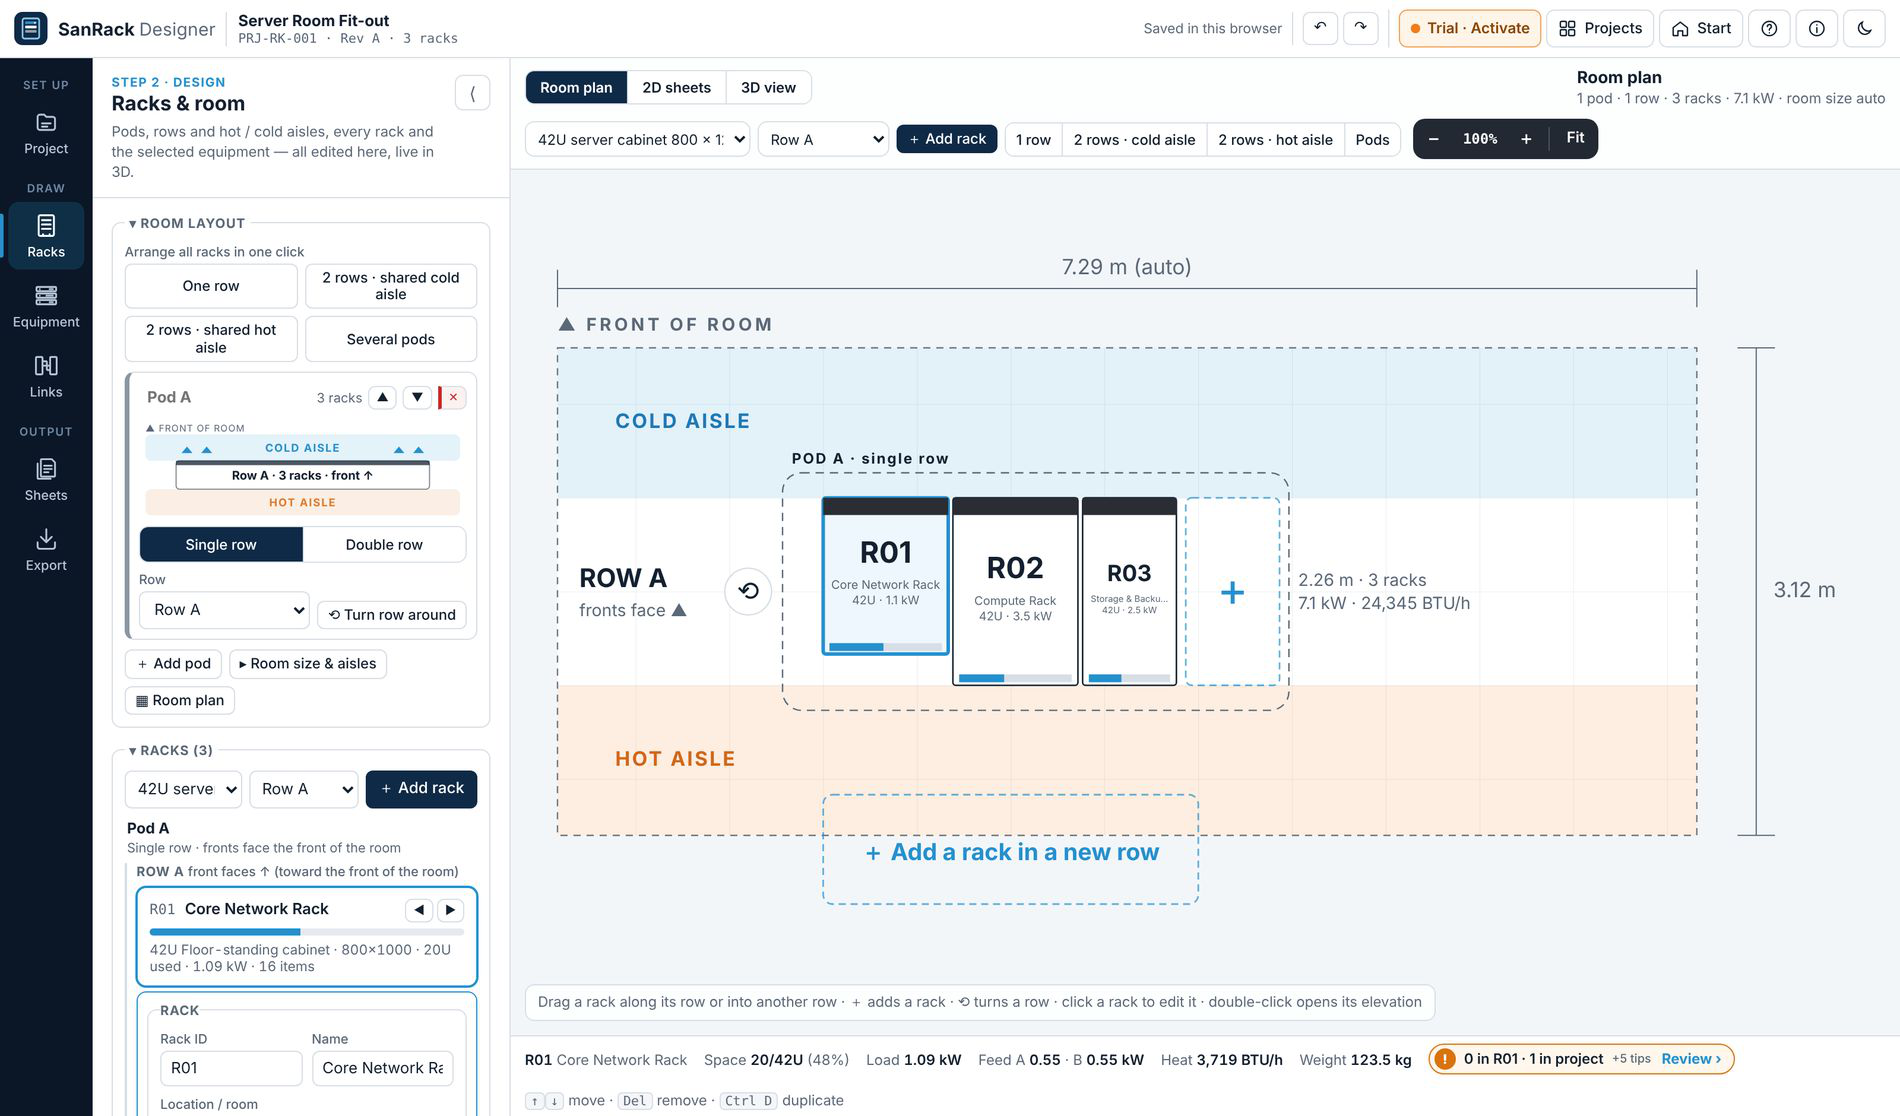 SanRack Designer
Server Room Fit-out
PRJ-RK-001 · Rev A · 3 racks
Saved in this browser
Trial · Activate
Projects
Start
SET UP
Project
DRAW
Racks
Equipment
Links
OUTPUT
Sheets
Export
STEP 2 · DESIGN
Racks & room
Pods, rows and hot / cold aisles, every rack and
the selected equipment — all edited here, live in
3D.
▾ ROOM LAYOUT
Arrange all racks in one click
One row
2 rows · shared cold
aisle
2 rows · shared hot
aisle
Several pods
Pod A
3 racks ▲ ▼ ×
▲ FRONT OF ROOM
COLD AISLE
Row A · 3 racks · front ↑
HOT AISLE
Single row
Double row
Row
Row A
⟲ Turn row around
+ Add pod
▸ Room size & aisles
▦ Room plan
▾ RACKS (3)
42U serve
Row A
+ Add rack
Pod A
Single row · fronts face the front of the room
ROW A front faces ↑ (toward the front of the room)
R01 Core Network Rack ◀ ▶
42U Floor-standing cabinet · 800×1000 · 20U
used · 1.09 kW · 16 items
RACK
Rack ID
Name
R01
Core Network Ra
Location / room
Room plan
2D sheets
3D view
Room plan
1 pod · 1 row · 3 racks · 7.1 kW · room size auto
42U server cabinet 800 × 1
Row A
+ Add rack
1 row
2 rows · cold aisle
2 rows · hot aisle
Pods
− 100% + Fit
7.29 m (auto)
▲ FRONT OF ROOM
COLD AISLE
POD A · single row
ROW A
fronts face ▲
⟲
R01
Core Network Rack
42U · 1.1 kW
R02
Compute Rack
42U · 3.5 kW
R03
Storage & Backu...
42U · 2.5 kW
+
2.26 m · 3 racks
7.1 kW · 24,345 BTU/h
3.12 m
HOT AISLE
+ Add a rack in a new row
Drag a rack along its row or into another row · + adds a rack · ⟲ turns a row · click a rack to edit it · double-click opens its elevation
R01 Core Network Rack Space 20/42U (48%) Load 1.09 kW Feed A 0.55 · B 0.55 kW Heat 3,719 BTU/h Weight 123.5 kg
! 0 in R01 · 1 in project +5 tips Review ›
↑ ↓ move · Del remove · Ctrl D duplicate